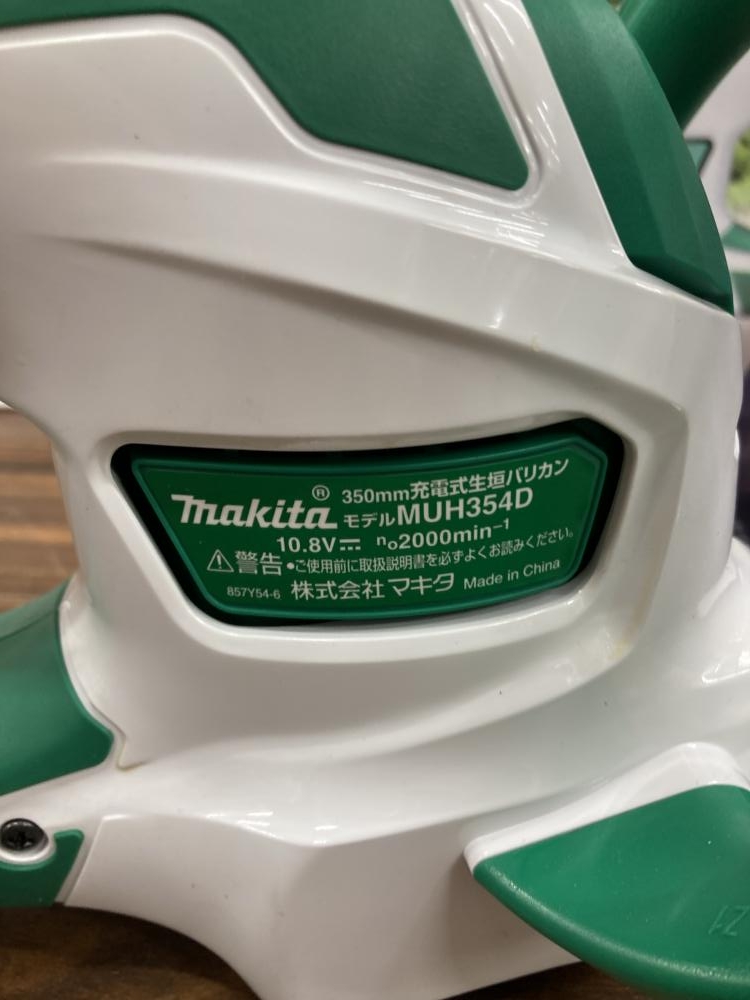 makita® 350mm充電式生垣バリカン
モデルMUH354D
10.8V⎓ n₀2000min⁻¹
⚠警告 •ご使用前に取扱説明書を必ずよくお読みください。
857Y54-6 株式会社マキタ Made in China
21